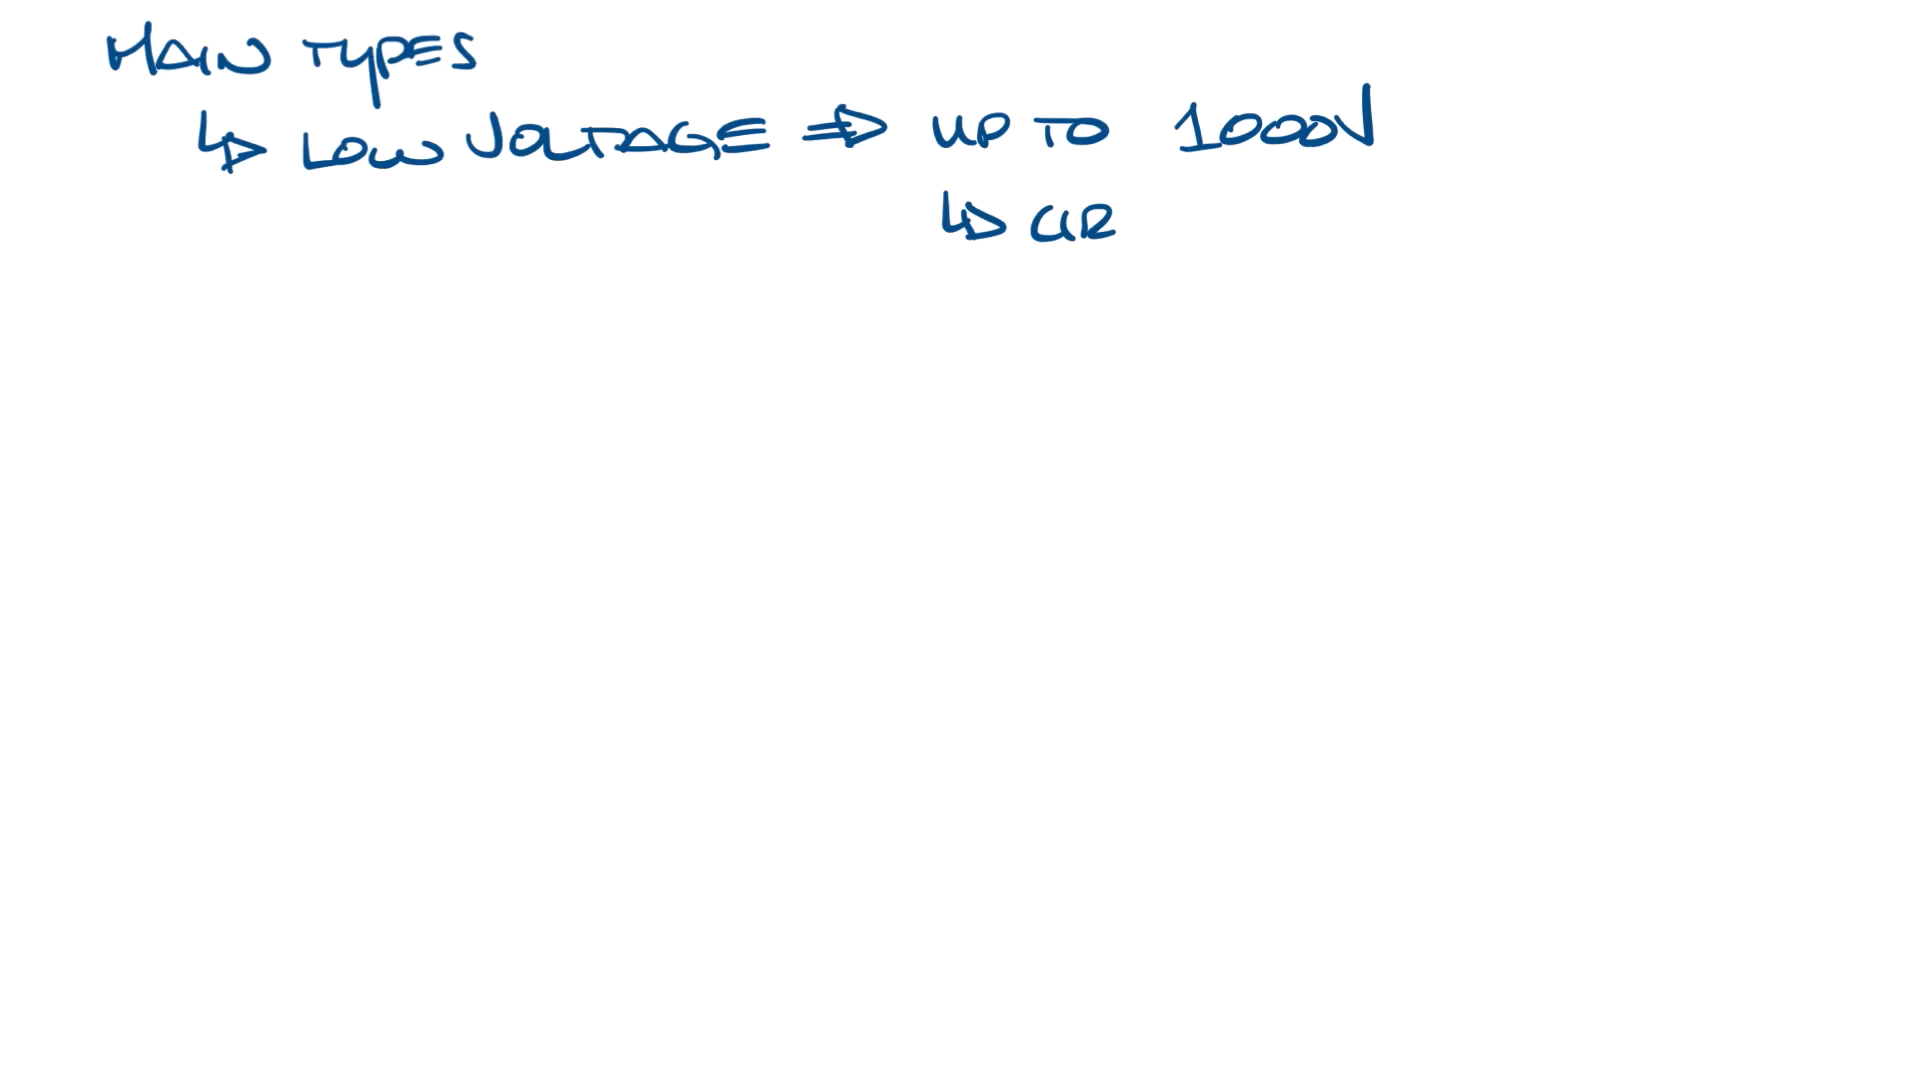 MAIN TYPES
↳ LOW VOLTAGE ⇒ UP TO 1000V
↳ CIR